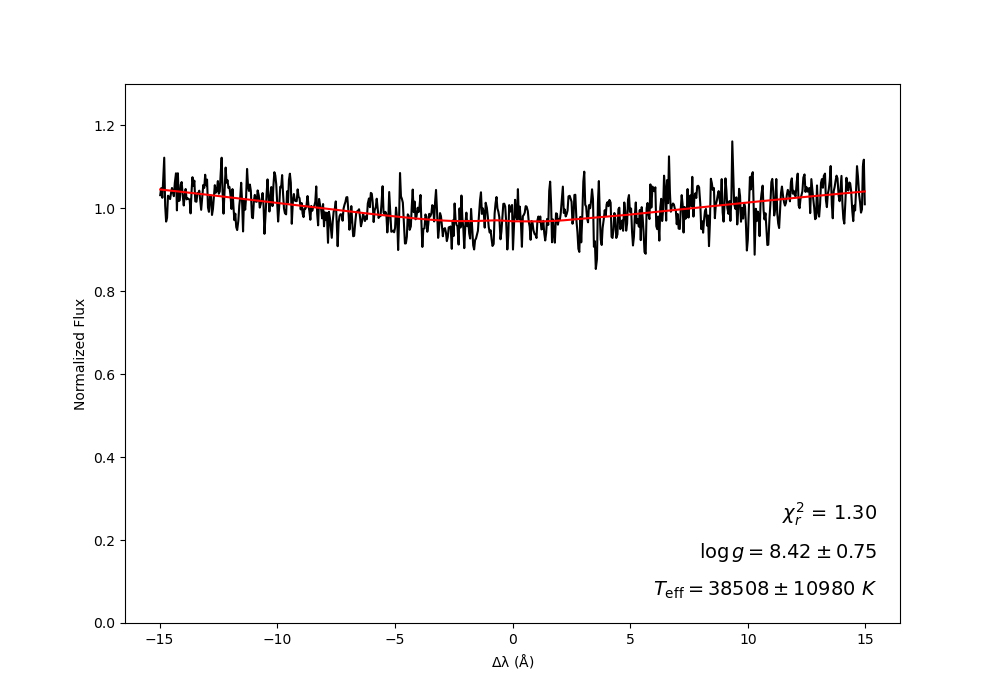 1.2
1.0
0.8
0.6
0.4
0.2
0.0
Normalized Flux
χ²ᵣ = 1.30
log g = 8.42 ± 0.75
T_eff = 38508 ± 10980 K
−15 −10 −5 0 5 10 15
Δλ (Å)